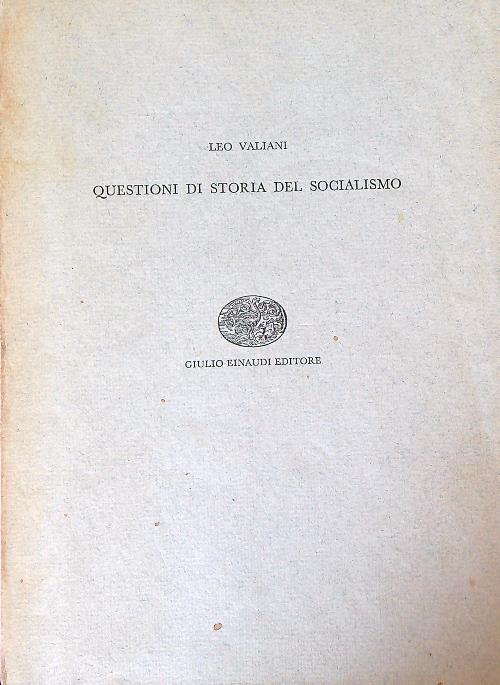 LEO VALIANI
QUESTIONI DI STORIA DEL SOCIALISMO
GIULIO EINAUDI EDITORE